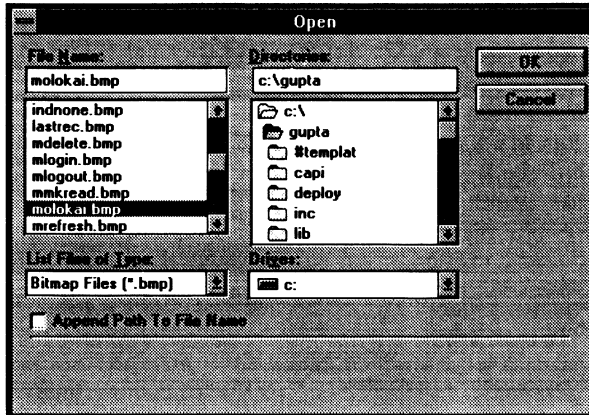 Open
File Name:
molokai.bmp
indnone.bmp
lastrec.bmp
mdelete.bmp
mlogin.bmp
mlogout.bmp
mmkread.bmp
molokai.bmp
mrefresh.bmp
List Files of Type:
Bitmap Files (*.bmp)
Directories:
c:\gupta
c:\
gupta
#templat
capi
deploy
inc
lib
Drives:
c:
OK
Cancel
Append Path To File Name